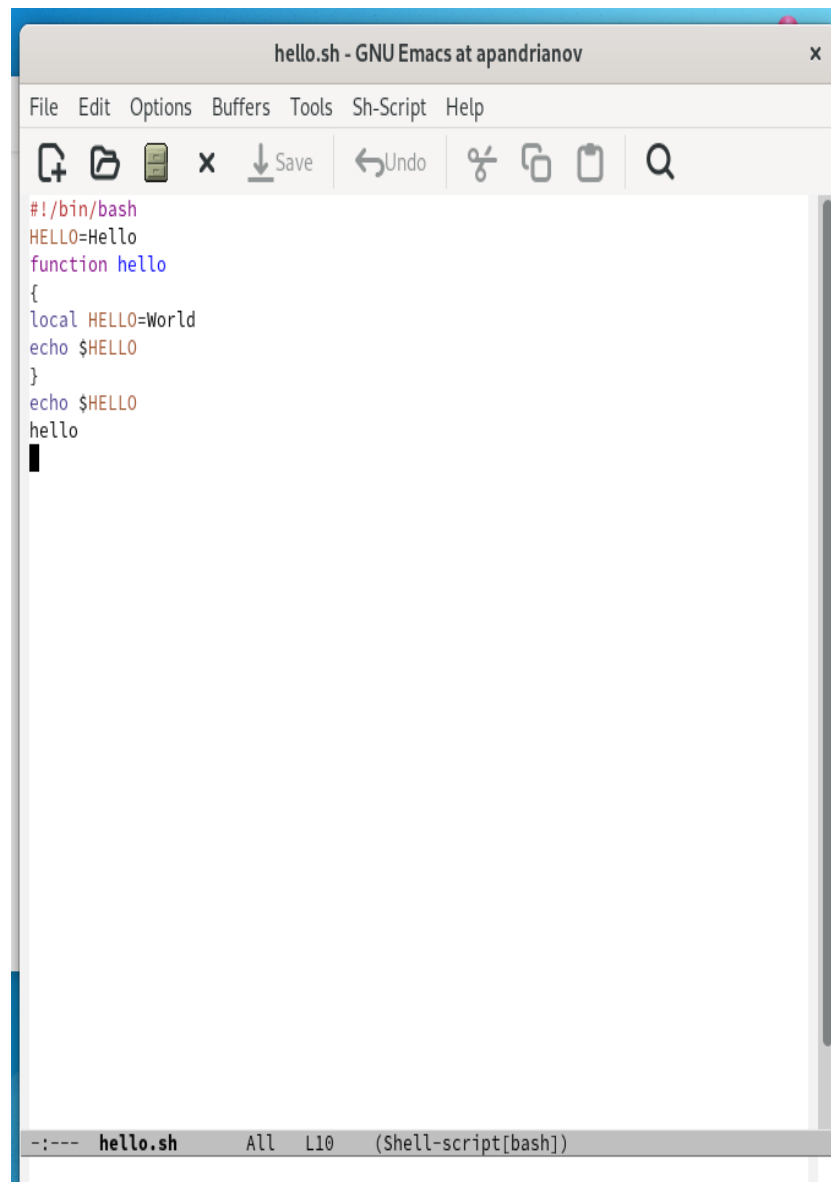 hello.sh - GNU Emacs at apandrianov x
File Edit Options Buffers Tools Sh-Script Help
Save Undo
#!/bin/bash
HELLO=Hello
function hello
{
local HELLO=World
echo $HELLO
}
echo $HELLO
hello
-:--- hello.sh All L10 (Shell-script[bash])